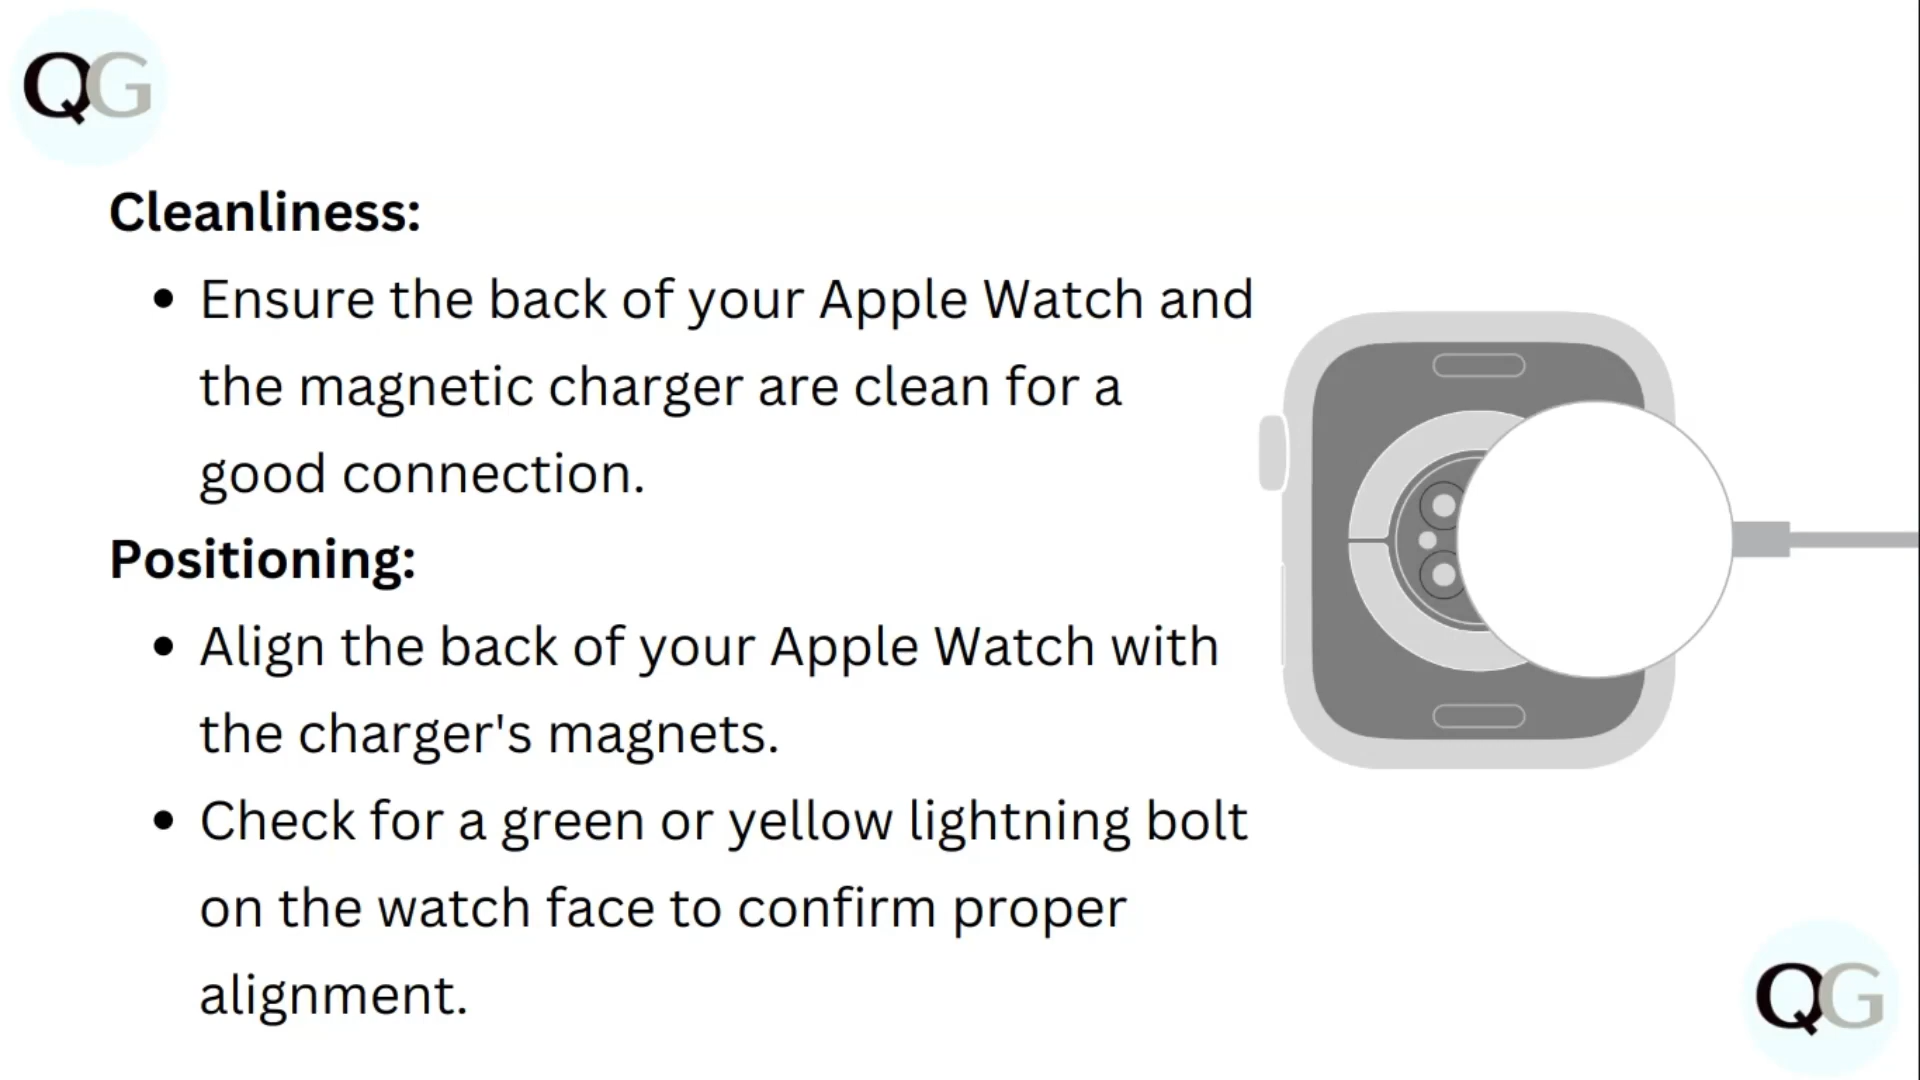 QG
Cleanliness:
• Ensure the back of your Apple Watch and
the magnetic charger are clean for a
good connection.
Positioning:
• Align the back of your Apple Watch with
the charger's magnets.
• Check for a green or yellow lightning bolt
on the watch face to confirm proper
alignment.
QG